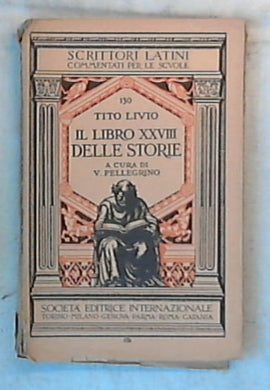 SCRITTORI LATINI
COMMENTATI PER LE SCVOLE
130
TITO LIVIO
IL LIBRO XXVIII
DELLE STORIE
A CURA DI
V. PELLEGRINO
SOCIETÀ EDITRICE INTERNAZIONALE
TORINO·MILANO·GENOVA·PARMA·ROMA·CATANIA